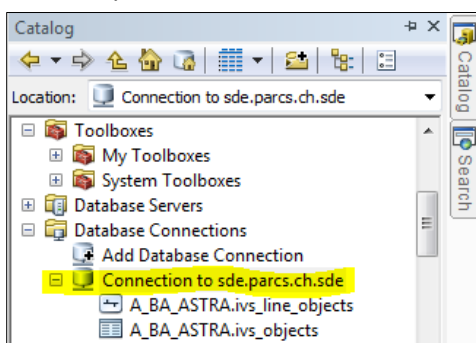 Catalog
Location: Connection to sde.parcs.ch.sde
Toolboxes
My Toolboxes
System Toolboxes
Database Servers
Database Connections
Add Database Connection
Connection to sde.parcs.ch.sde
A_BA_ASTRA.ivs_line_objects
A_BA_ASTRA.ivs_objects
Catalog
Search